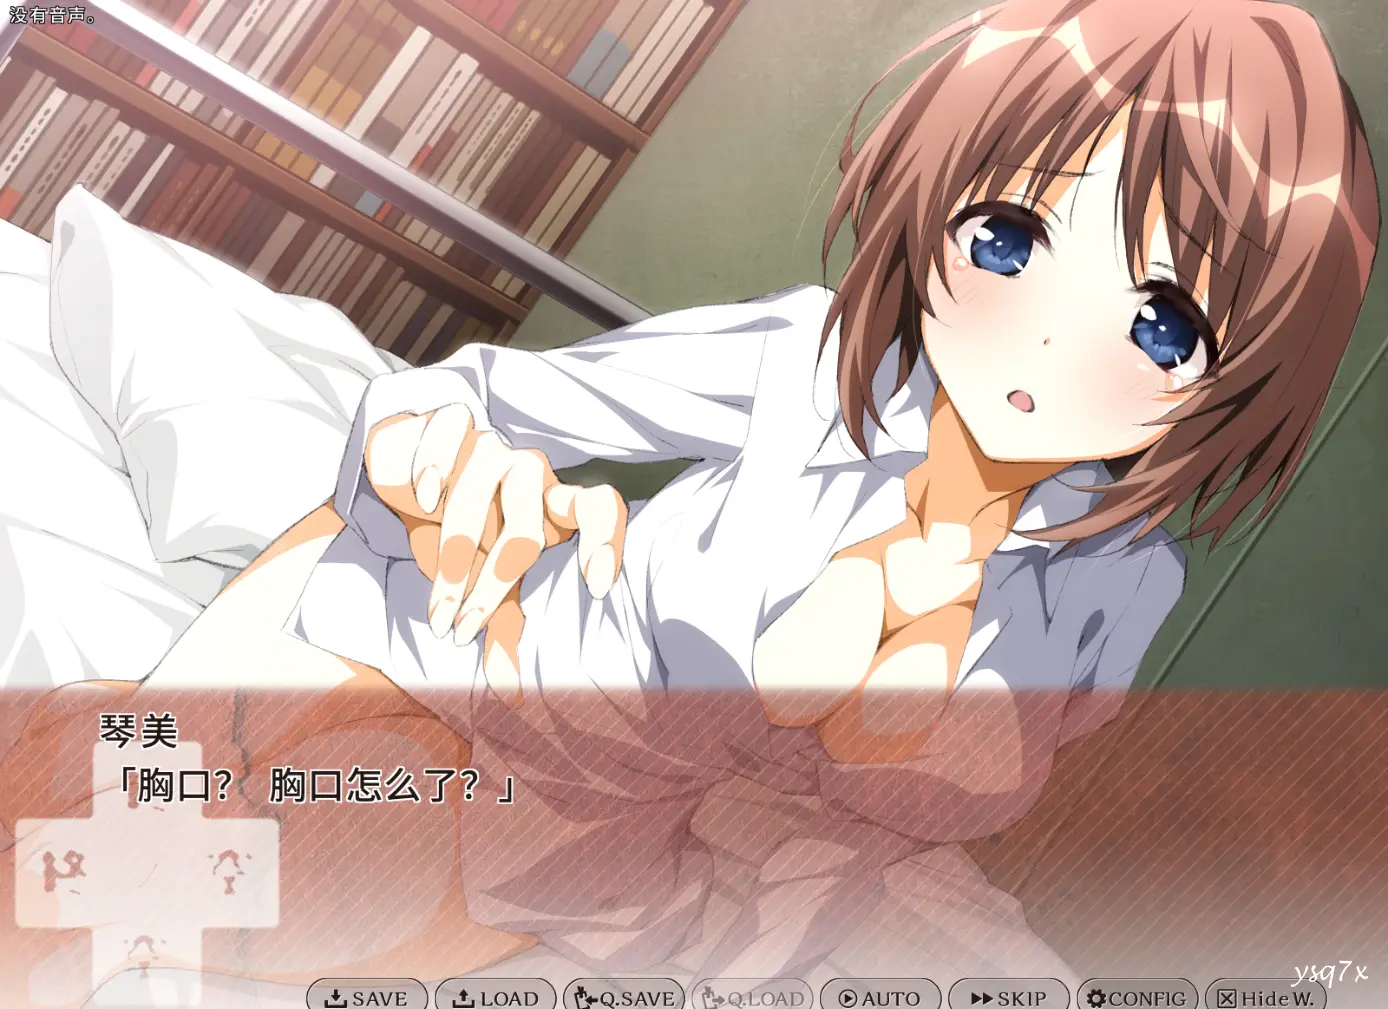 没有音声。
琴美
「胸口？　胸口怎么了？」
SAVE
LOAD
Q.SAVE
Q.LOAD
AUTO
SKIP
CONFIG
Hide W.
ysq7x